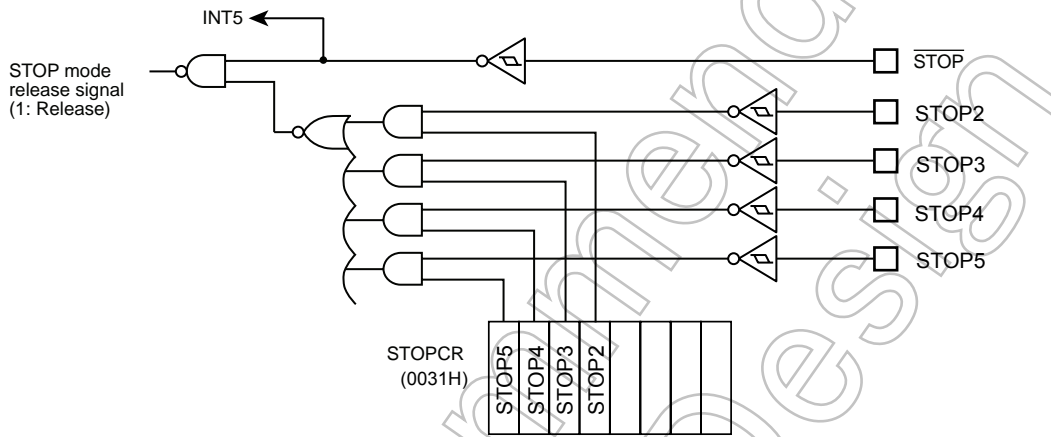 INT5
STOP mode
release signal
(1: Release)
STOP
STOP2
STOP3
STOP4
STOP5
STOPCR
(0031H)
STOP5
STOP4
STOP3
STOP2